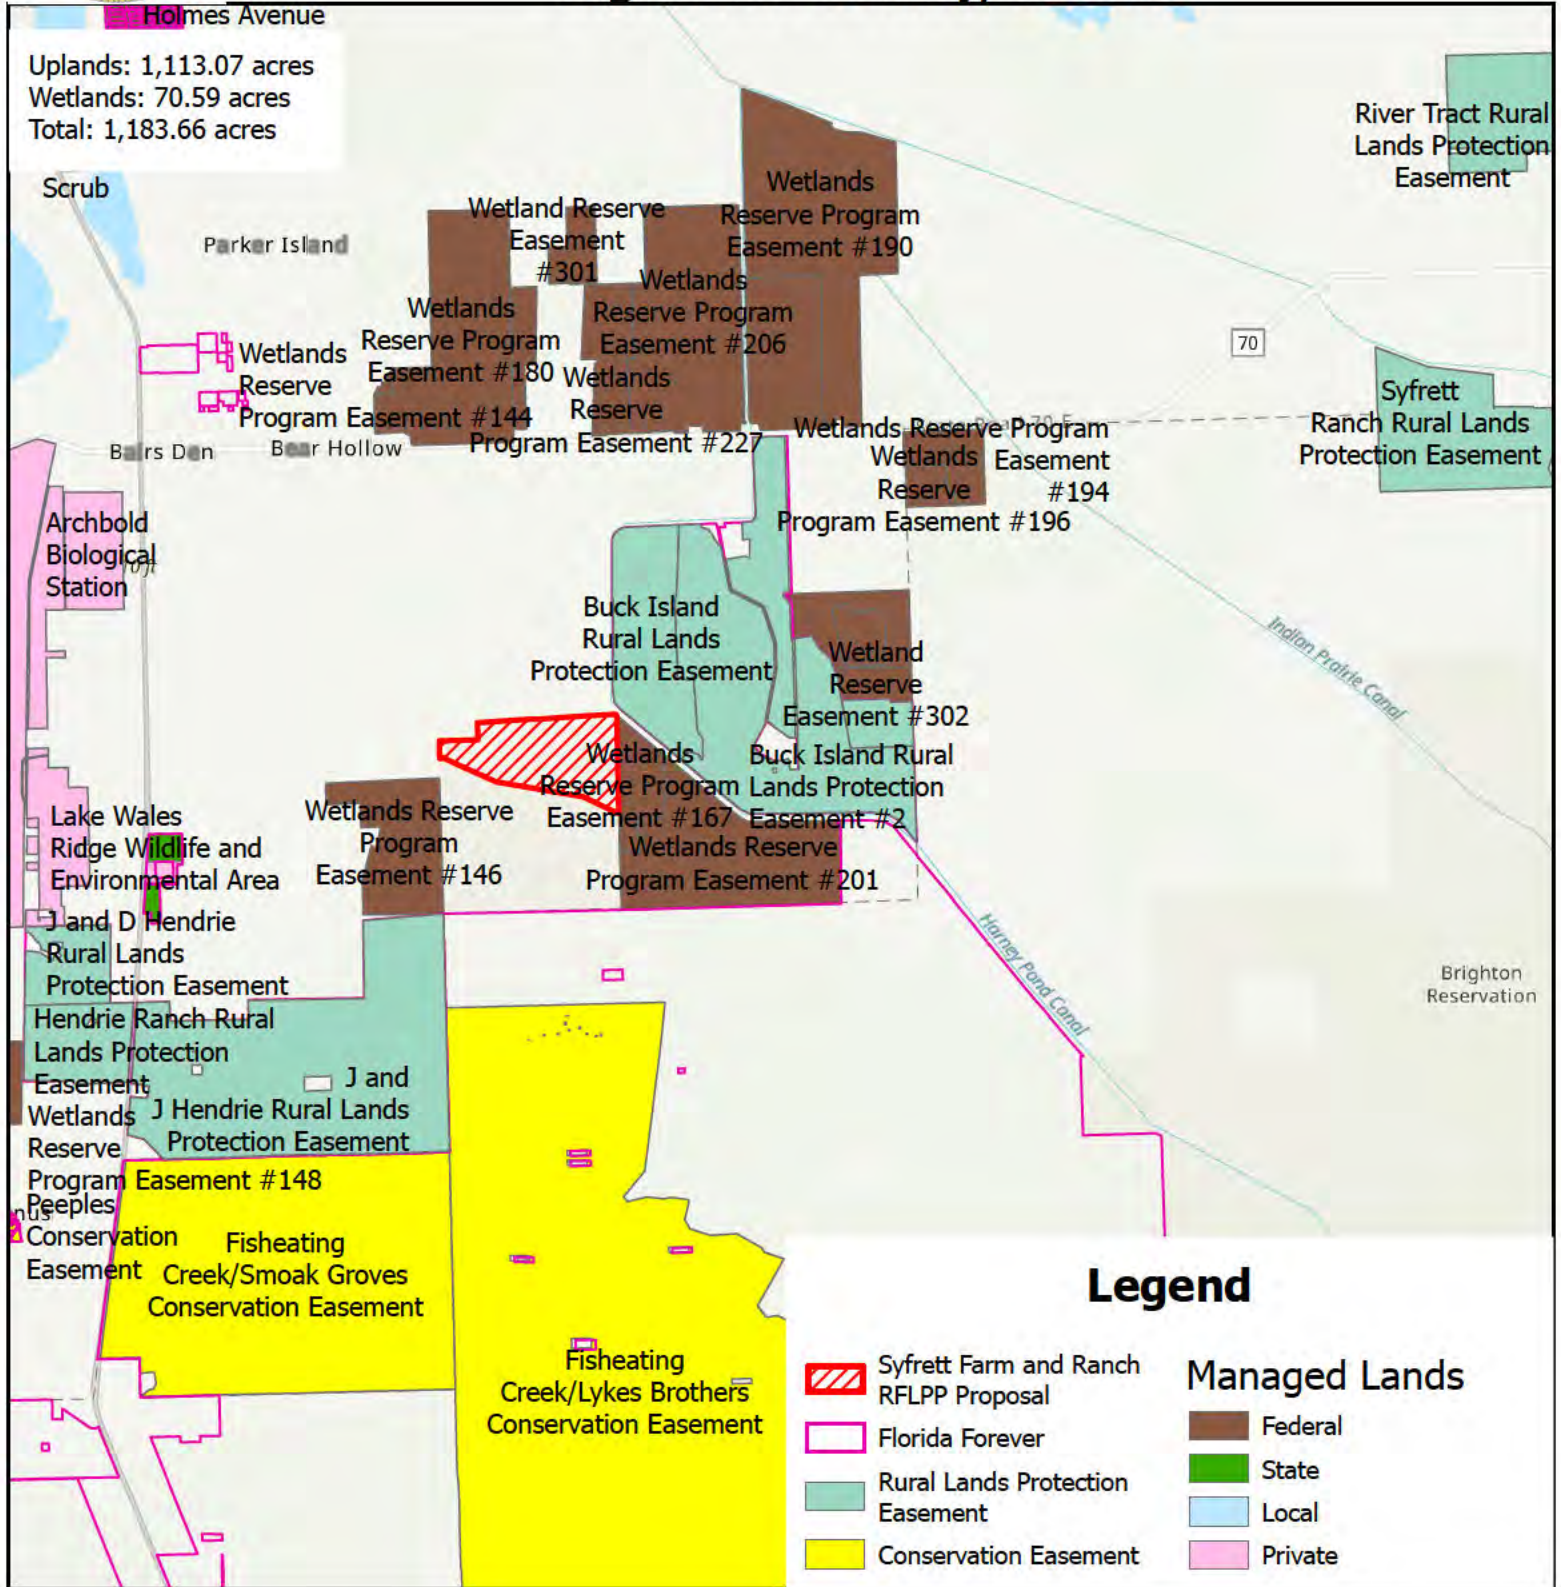 Holmes Avenue
Uplands: 1,113.07 acres
Wetlands: 70.59 acres
Total: 1,183.66 acres
Scrub
Parker Island
River Tract Rural
Lands Protection
Easement
Wetlands
Reserve Program
Easement #190
Wetland Reserve
Easement
#301
Wetlands
Reserve Program
Easement #206
Wetlands
Reserve Program
Easement #180
Wetlands
Reserve
Program Easement #144
Wetlands
Reserve
Program Easement #227
70
Syfrett
Ranch Rural Lands
Protection Easement
Bairs Den
Bear Hollow
Wetlands Reserve Program
Easement
#194
Wetlands
Reserve
Program Easement #196
Archbold
Biological
Station
Buck Island
Rural Lands
Protection Easement
Wetland
Reserve
Easement #302
Indian Prairie Canal
Wetlands
Reserve Program
Easement #167
Buck Island Rural
Lands Protection
Easement #2
Wetlands Reserve
Program
Easement #146
Wetlands Reserve
Program Easement #201
Lake Wales
Ridge Wildlife and
Environmental Area
J and D Hendrie
Rural Lands
Protection Easement
Harney Pond Canal
Brighton
Reservation
Hendrie Ranch Rural
Lands Protection
Easement
J and
J Hendrie Rural Lands
Protection Easement
Wetlands
Reserve
Program Easement #148
nus
Peeples
Conservation
Easement
Fisheating
Creek/Smoak Groves
Conservation Easement
Fisheating
Creek/Lykes Brothers
Conservation Easement
Legend
Syfrett Farm and Ranch
RFLPP Proposal
Florida Forever
Rural Lands Protection
Easement
Conservation Easement
Managed Lands
Federal
State
Local
Private